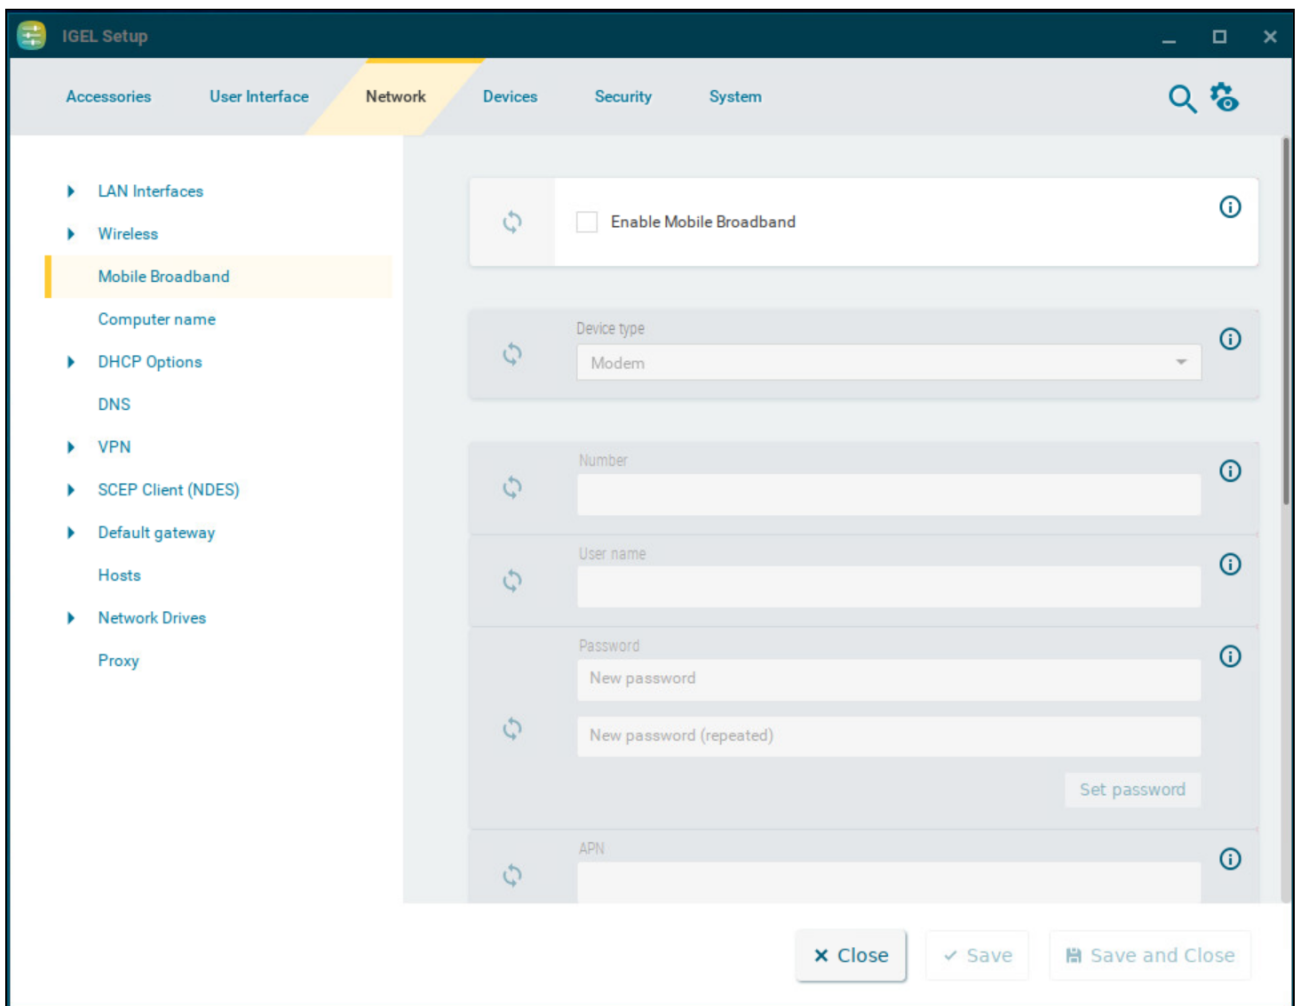 IGEL Setup
Accessories
User Interface
Network
Devices
Security
System
LAN Interfaces
Wireless
Mobile Broadband
Computer name
DHCP Options
DNS
VPN
SCEP Client (NDES)
Default gateway
Hosts
Network Drives
Proxy
Enable Mobile Broadband
Device type
Modem
Number
User name
Password
New password
New password (repeated)
Set password
APN
Close
Save
Save and Close